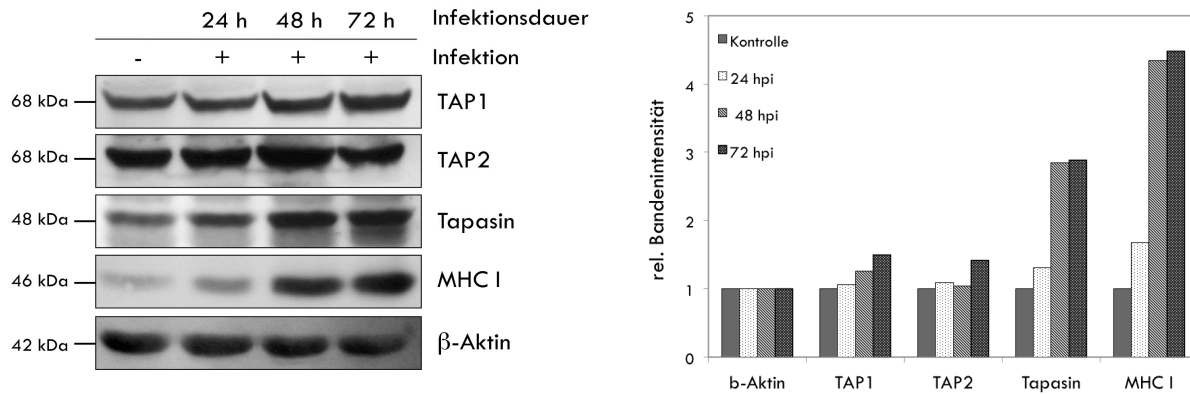 24 h 48 h 72 h Infektionsdauer
- + + + Infektion
68 kDa TAP1
68 kDa TAP2
48 kDa Tapasin
46 kDa MHC I
42 kDa β-Aktin
rel. Bandenintensität
5
4
3
2
1
0
Kontrolle
24 hpi
48 hpi
72 hpi
b-Aktin TAP1 TAP2 Tapasin MHC I